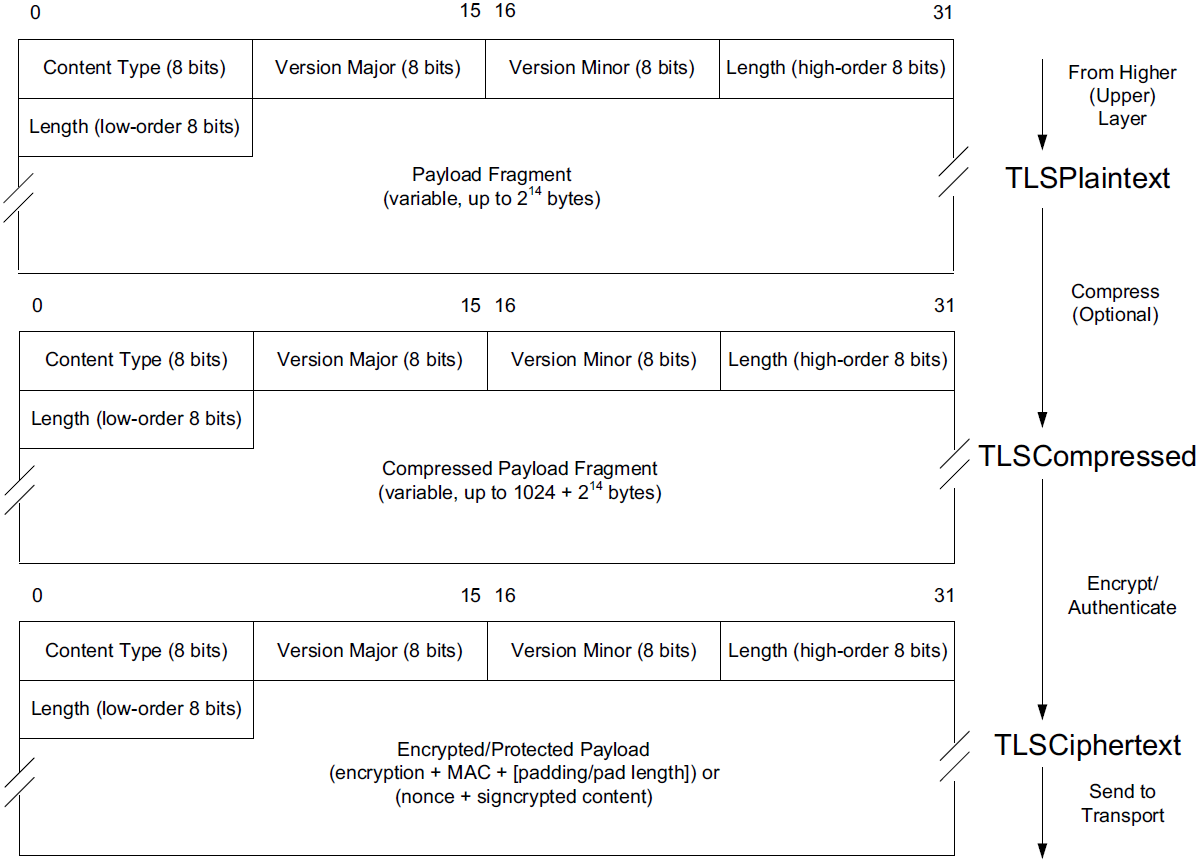 0 15 16 31
Content Type (8 bits) Version Major (8 bits) Version Minor (8 bits) Length (high-order 8 bits)
Length (low-order 8 bits)
Payload Fragment
(variable, up to 2^14 bytes)
From Higher
(Upper)
Layer
TLSPlaintext
Compress
(Optional)
0 15 16 31
Content Type (8 bits) Version Major (8 bits) Version Minor (8 bits) Length (high-order 8 bits)
Length (low-order 8 bits)
Compressed Payload Fragment
(variable, up to 1024 + 2^14 bytes)
TLSCompressed
Encrypt/
Authenticate
0 15 16 31
Content Type (8 bits) Version Major (8 bits) Version Minor (8 bits) Length (high-order 8 bits)
Length (low-order 8 bits)
Encrypted/Protected Payload
(encryption + MAC + [padding/pad length]) or
(nonce + signcrypted content)
TLSCiphertext
Send to
Transport